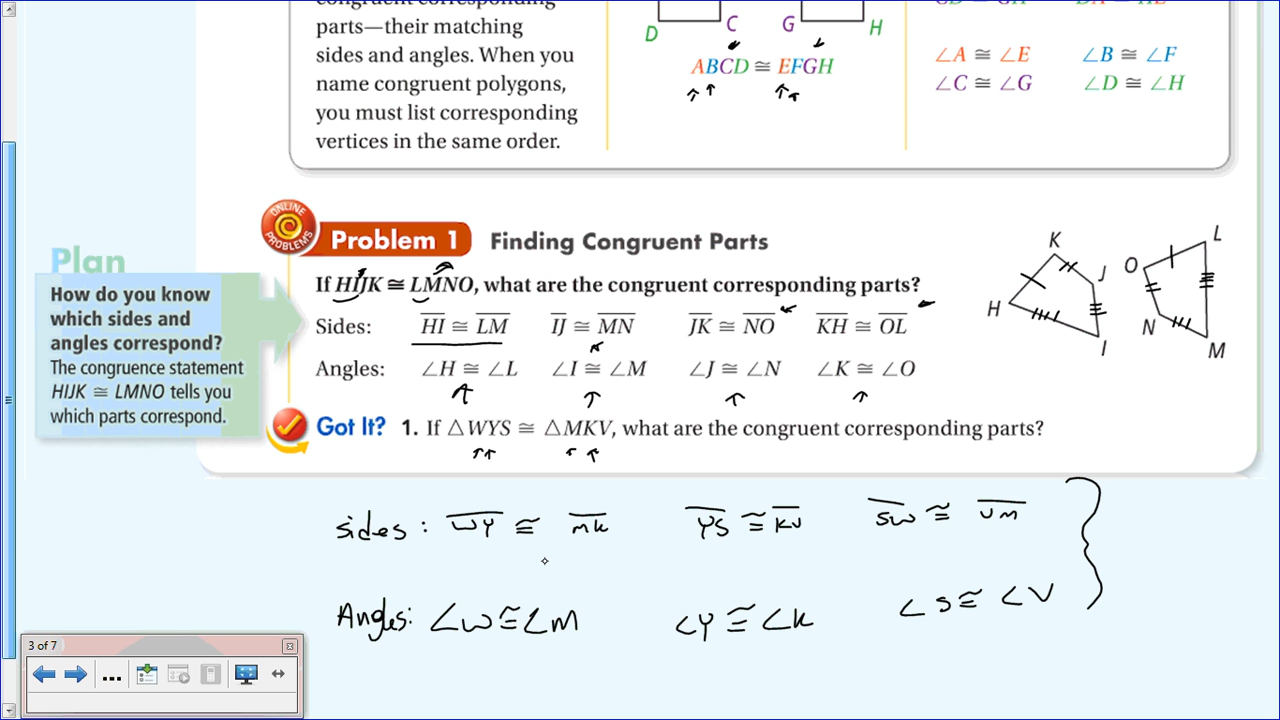 congruent corresponding
parts—their matching
sides and angles. When you
name congruent polygons,
you must list corresponding
vertices in the same order.
D C G H
ABCD ≅ EFGH
∠A ≅ ∠E ∠B ≅ ∠F
∠C ≅ ∠G ∠D ≅ ∠H
ONLINE PROBLEMS
Problem 1 Finding Congruent Parts
If HIJK ≅ LMNO, what are the congruent corresponding parts?
Sides: HI ≅ LM IJ ≅ MN JK ≅ NO KH ≅ OL
Angles: ∠H ≅ ∠L ∠I ≅ ∠M ∠J ≅ ∠N ∠K ≅ ∠O
K J H I
L O N M
Plan
How do you know
which sides and
angles correspond?
The congruence statement
HIJK ≅ LMNO tells you
which parts correspond.
Got It? 1. If △WYS ≅ △MKV, what are the congruent corresponding parts?
sides: WY ≅ MK YS ≅ KV SW ≅ VM
Angles: ∠W ≅ ∠M ∠Y ≅ ∠K ∠S ≅ ∠V
3 of 7
...